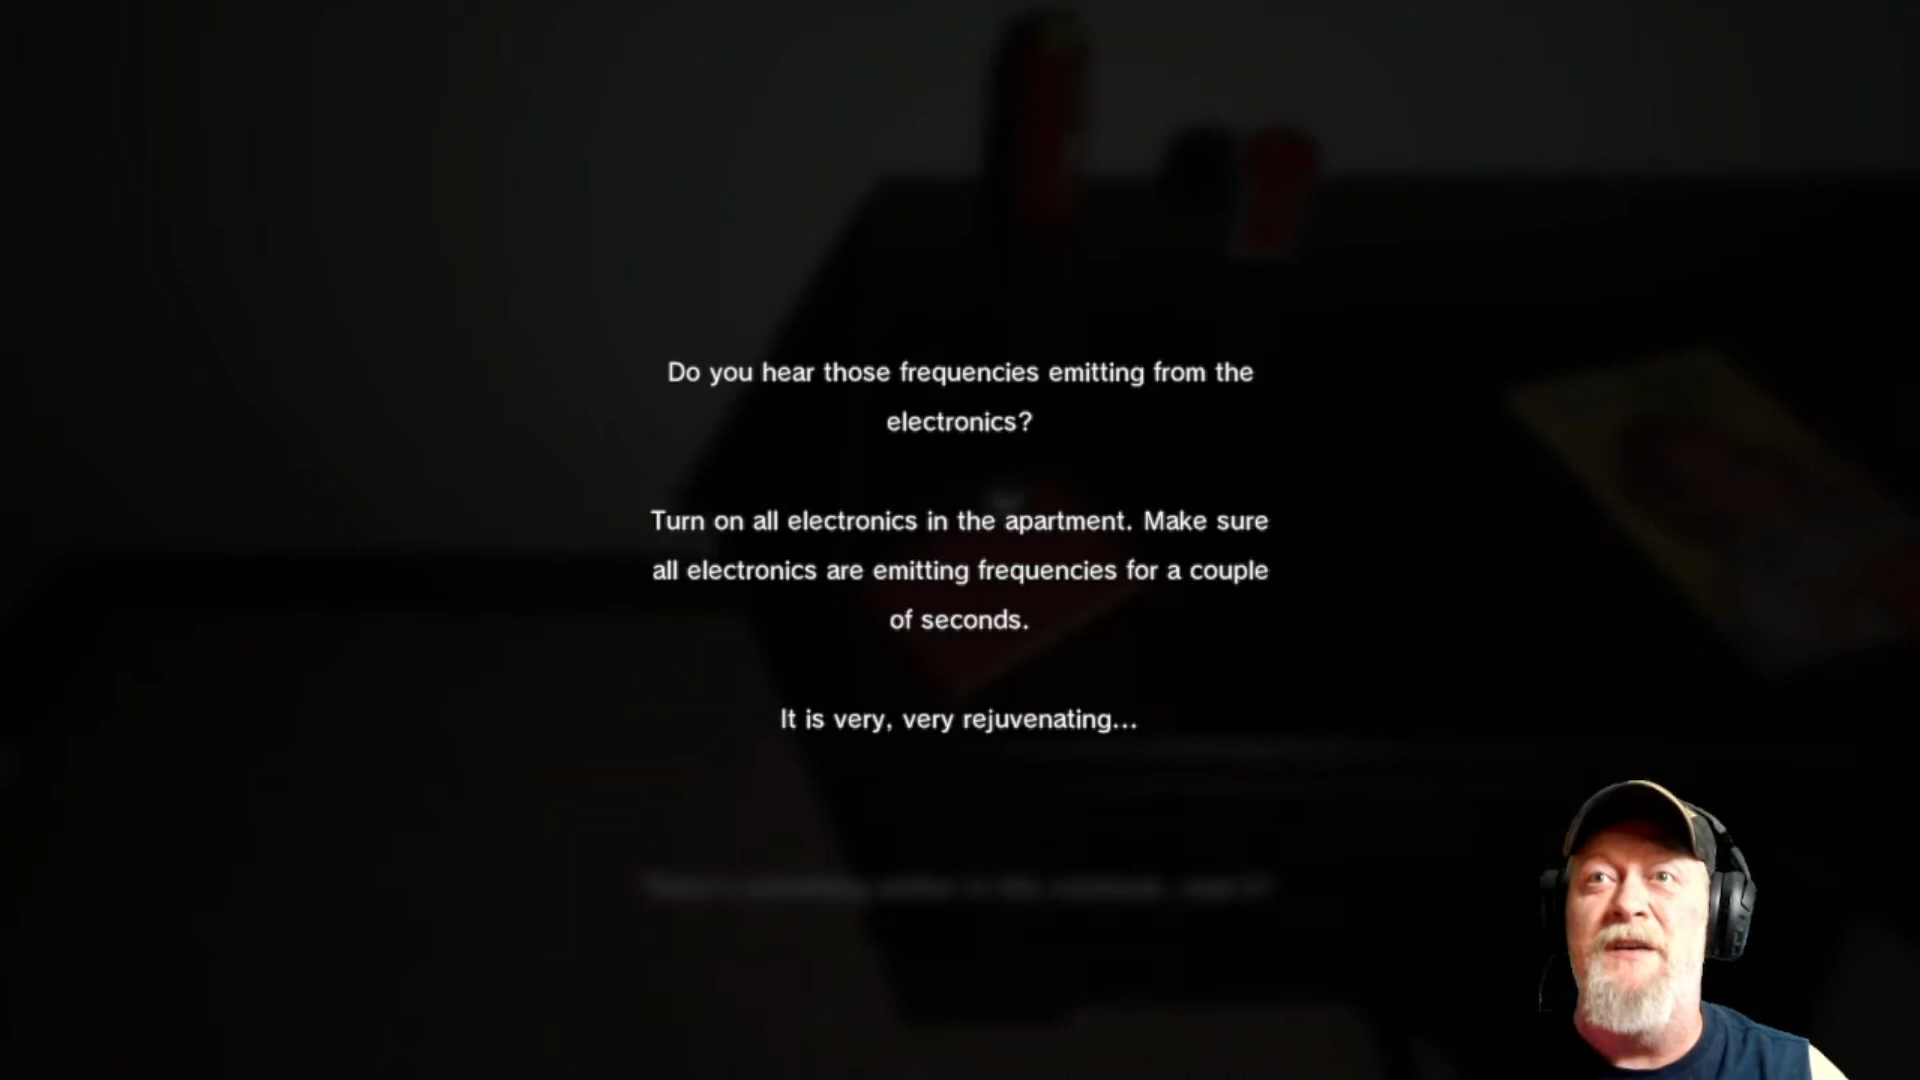 Do you hear those frequencies emitting from the
electronics?
Turn on all electronics in the apartment. Make sure
all electronics are emitting frequencies for a couple
of seconds.
It is very, very rejuvenating...